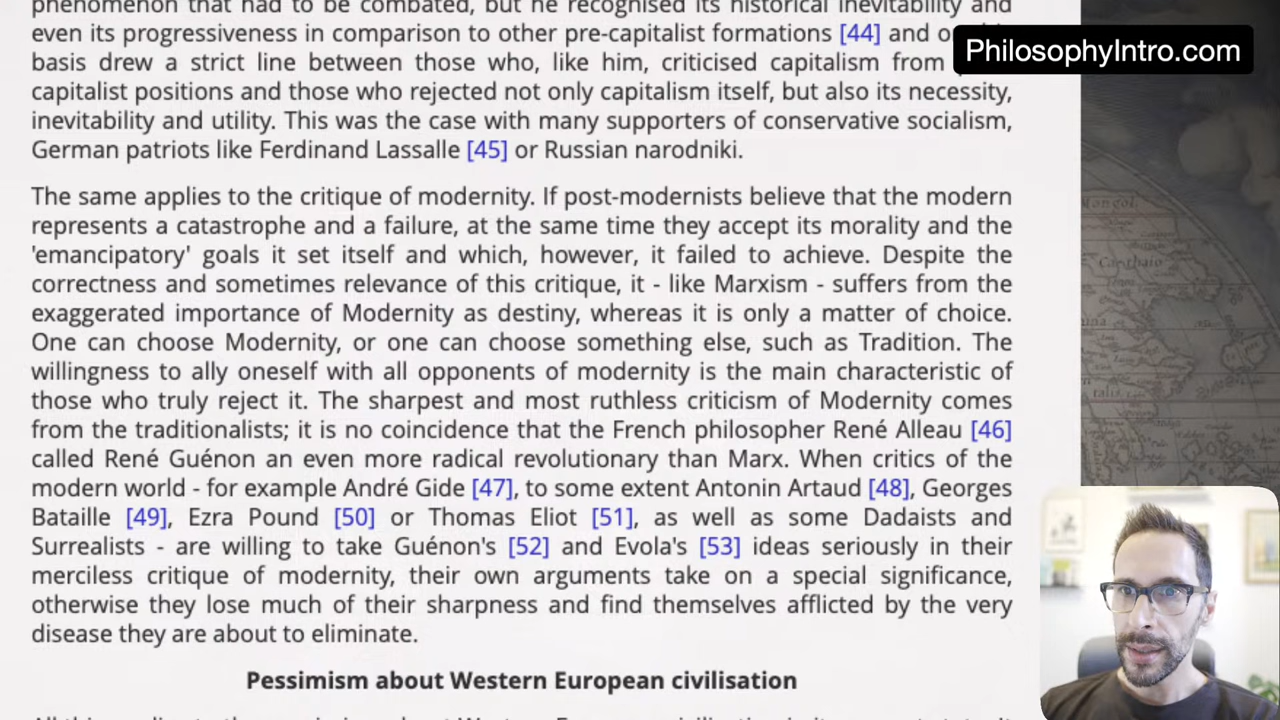 phenomenon that had to be combated, but he recognised its historical inevitability and
even its progressiveness in comparison to other pre-capitalist formations [44] and
PhilosophyIntro.com
basis drew a strict line between those who, like him, criticised capitalism from
capitalist positions and those who rejected not only capitalism itself, but also its necessity,
inevitability and utility. This was the case with many supporters of conservative socialism,
German patriots like Ferdinand Lassalle [45] or Russian narodniki.
The same applies to the critique of modernity. If post-modernists believe that the modern
represents a catastrophe and a failure, at the same time they accept its morality and the
'emancipatory' goals it set itself and which, however, it failed to achieve. Despite the
correctness and sometimes relevance of this critique, it - like Marxism - suffers from the
exaggerated importance of Modernity as destiny, whereas it is only a matter of choice.
One can choose Modernity, or one can choose something else, such as Tradition. The
willingness to ally oneself with all opponents of modernity is the main characteristic of
those who truly reject it. The sharpest and most ruthless criticism of Modernity comes
from the traditionalists; it is no coincidence that the French philosopher René Alleau [46]
called René Guénon an even more radical revolutionary than Marx. When critics of the
modern world - for example André Gide [47], to some extent Antonin Artaud [48], Georges
Bataille [49], Ezra Pound [50] or Thomas Eliot [51], as well as some Dadaists and
Surrealists - are willing to take Guénon's [52] and Evola's [53] ideas seriously in their
merciless critique of modernity, their own arguments take on a special significance,
otherwise they lose much of their sharpness and find themselves afflicted by the very
disease they are about to eliminate.
Pessimism about Western European civilisation